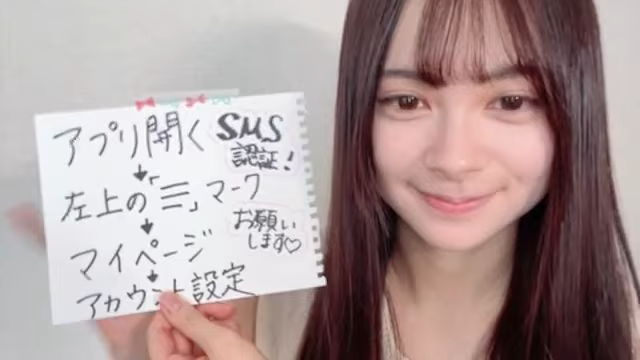 アプリ開く
↓
左上の「三」マーク
↓
マイページ
↓
アカウント設定
SMS
認証!
お願い
します♡